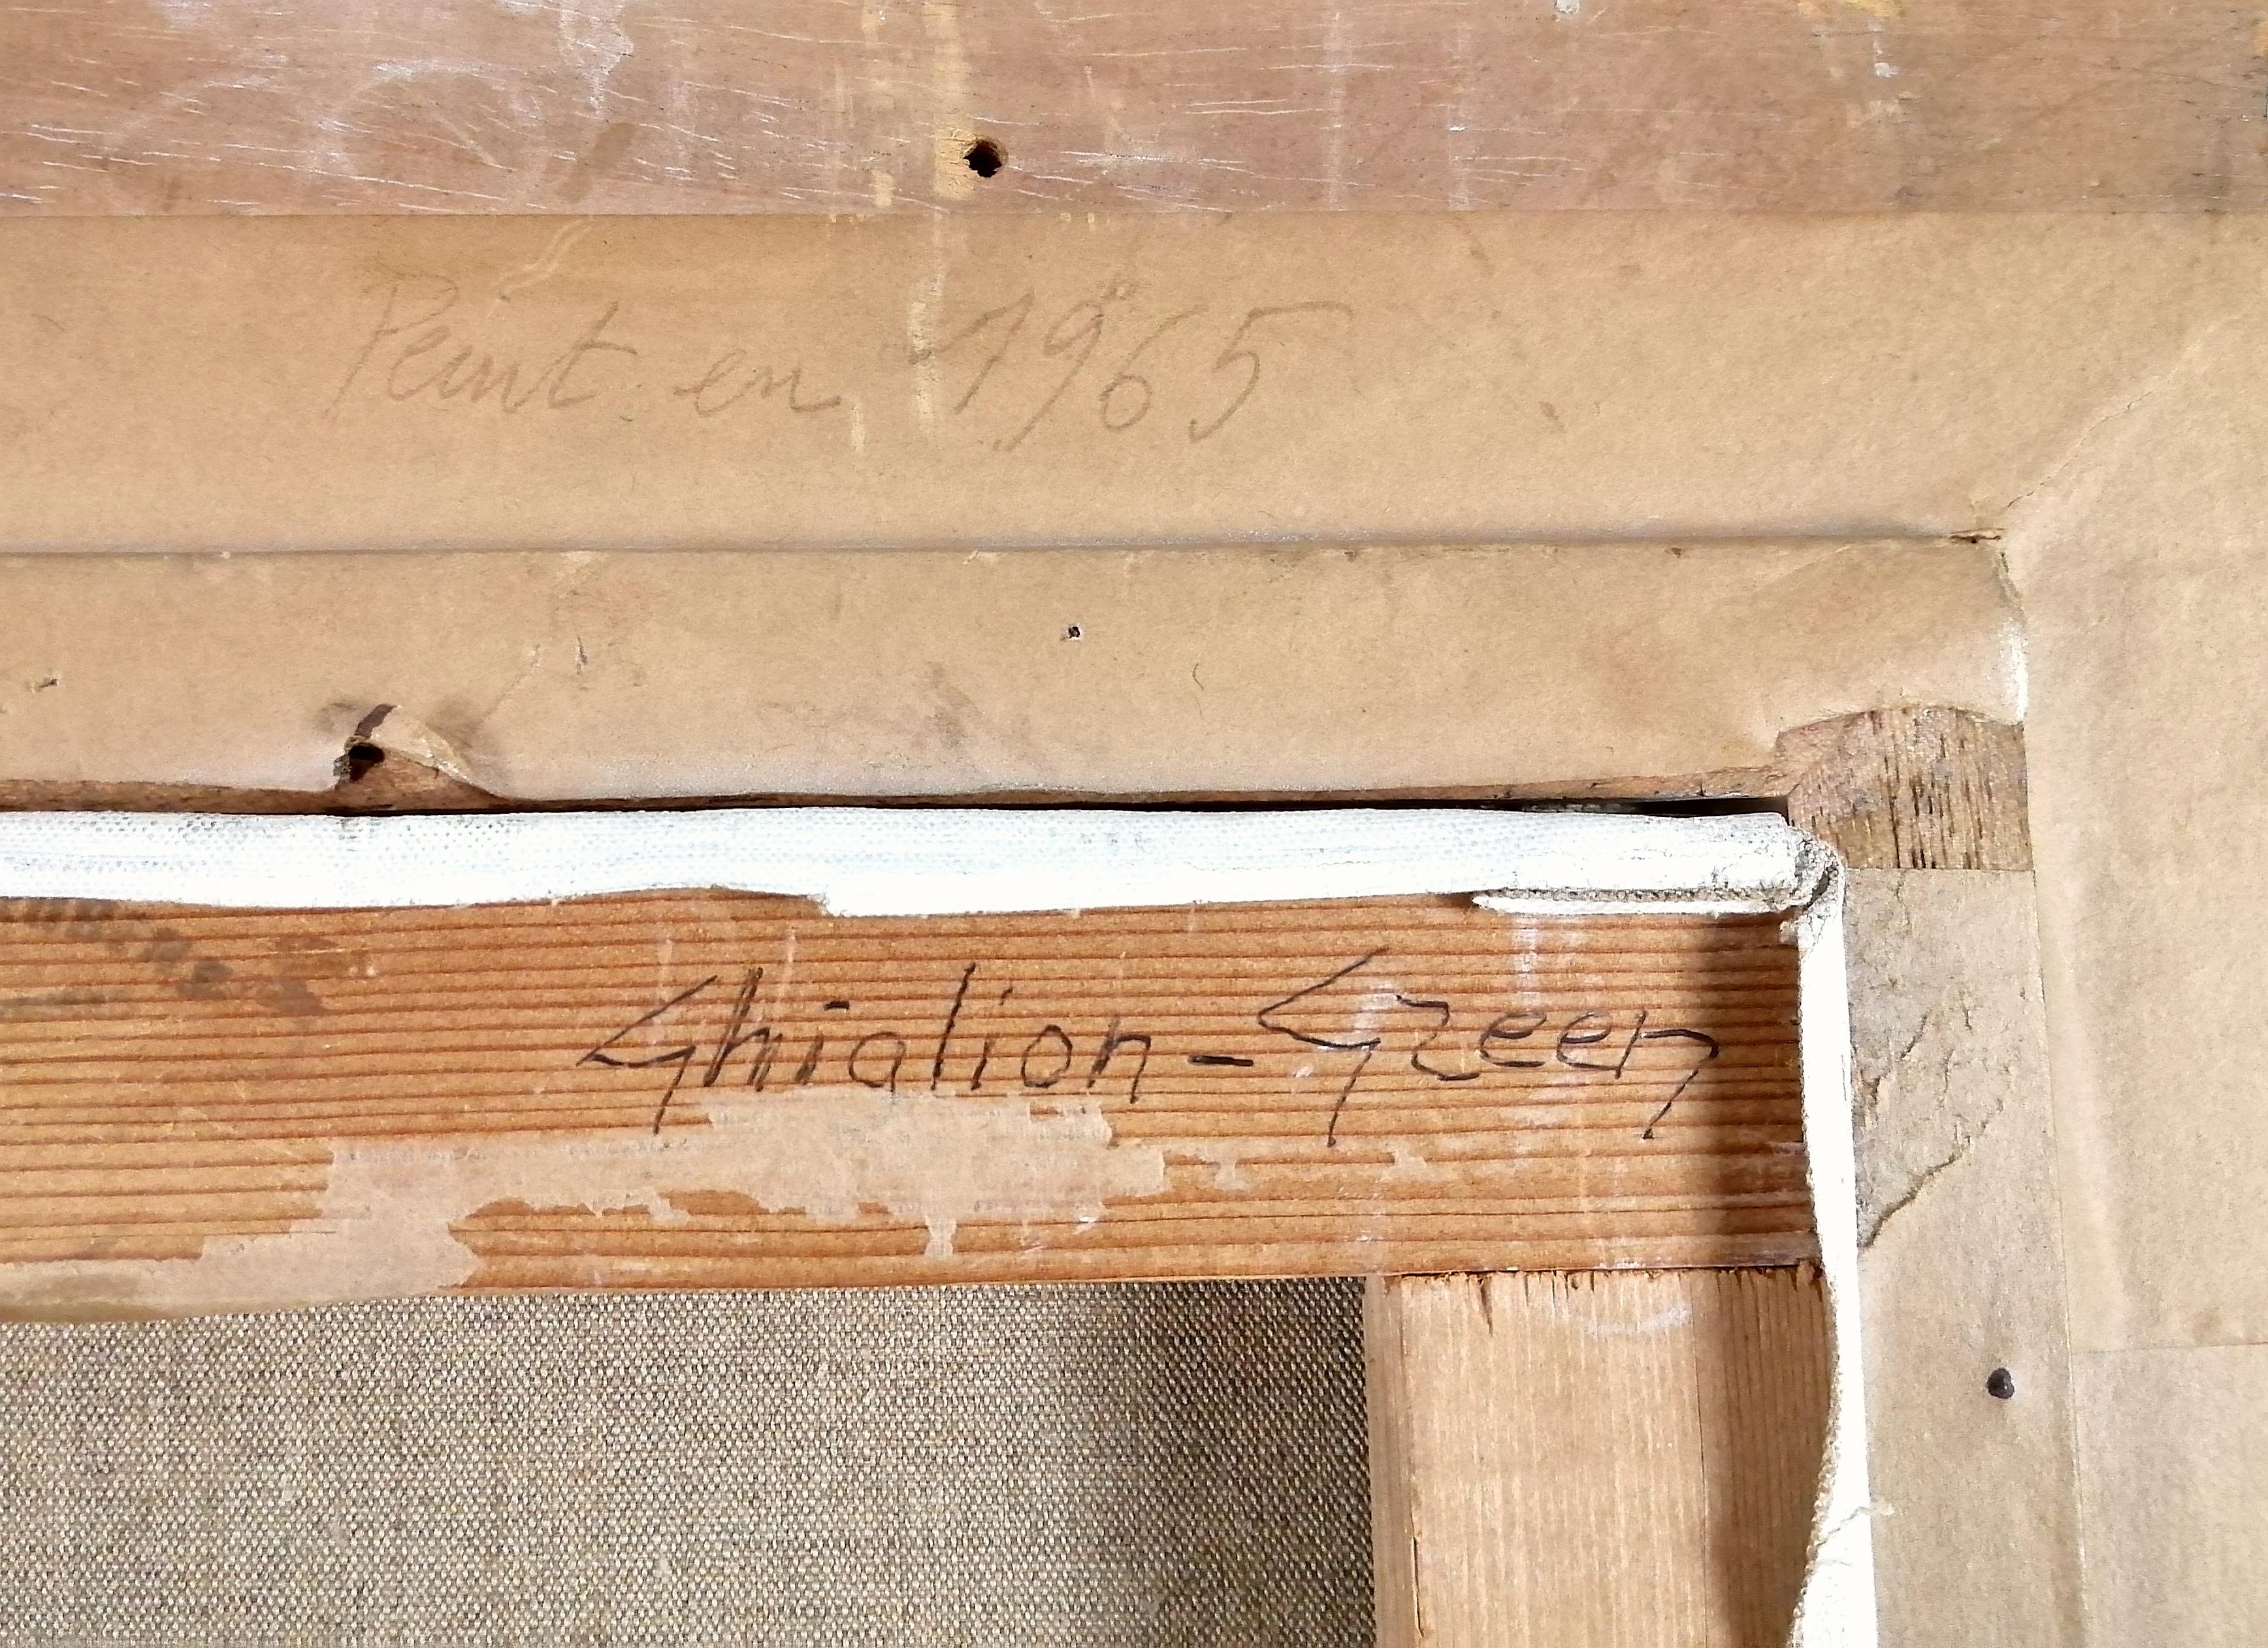 Peint en 1965
Ghialion-Green